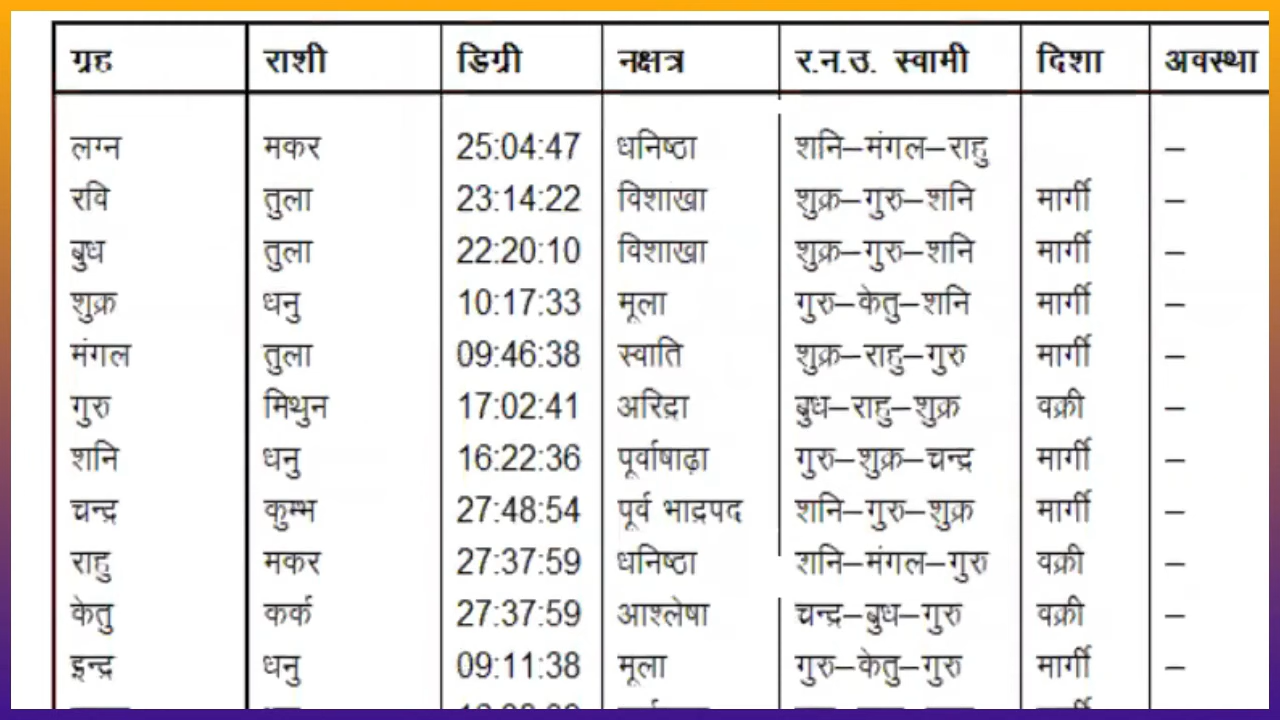 ग्रह राशी डिग्री नक्षत्र र.न.उ. स्वामी दिशा अवस्था
लग्न मकर 25:04:47 धनिष्ठा शनि–मंगल–राहु –
रवि तुला 23:14:22 विशाखा शुक्र–गुरु–शनि मार्गी –
बुध तुला 22:20:10 विशाखा शुक्र–गुरु–शनि मार्गी –
शुक्र धनु 10:17:33 मूला गुरु–केतु–शनि मार्गी –
मंगल तुला 09:46:38 स्वाति शुक्र–राहु–गुरु मार्गी –
गुरु मिथुन 17:02:41 अरिद्रा बुध–राहु–शुक्र वक्री –
शनि धनु 16:22:36 पूर्वाषाढ़ा गुरु–शुक्र–चन्द्र मार्गी –
चन्द्र कुम्भ 27:48:54 पूर्व भाद्रपद शनि–गुरु–शुक्र मार्गी –
राहु मकर 27:37:59 धनिष्ठा शनि–मंगल–गुरु वक्री –
केतु कर्क 27:37:59 आश्लेषा चन्द्र–बुध–गुरु वक्री –
इन्द्र धनु 09:11:38 मूला गुरु–केतु–गुरु मार्गी –